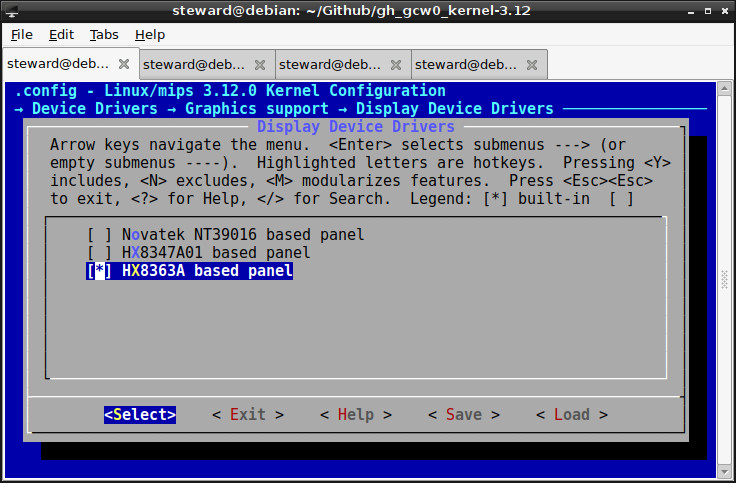 steward@debian: ~/Github/gh_gcw0_kernel-3.12
File Edit Tabs Help
steward@deb... steward@deb... steward@deb... steward@deb...
.config - Linux/mips 3.12.0 Kernel Configuration
→ Device Drivers → Graphics support → Display Device Drivers
Display Device Drivers
Arrow keys navigate the menu.  <Enter> selects submenus ---> (or
empty submenus ----).  Highlighted letters are hotkeys.  Pressing <Y>
includes, <N> excludes, <M> modularizes features.  Press <Esc><Esc>
to exit, <?> for Help, </> for Search.  Legend: [*] built-in  [ ]
[ ] Novatek NT39016 based panel
[ ] HX8347A01 based panel
[*] HX8363A based panel
<Select>    < Exit >    < Help >    < Save >    < Load >